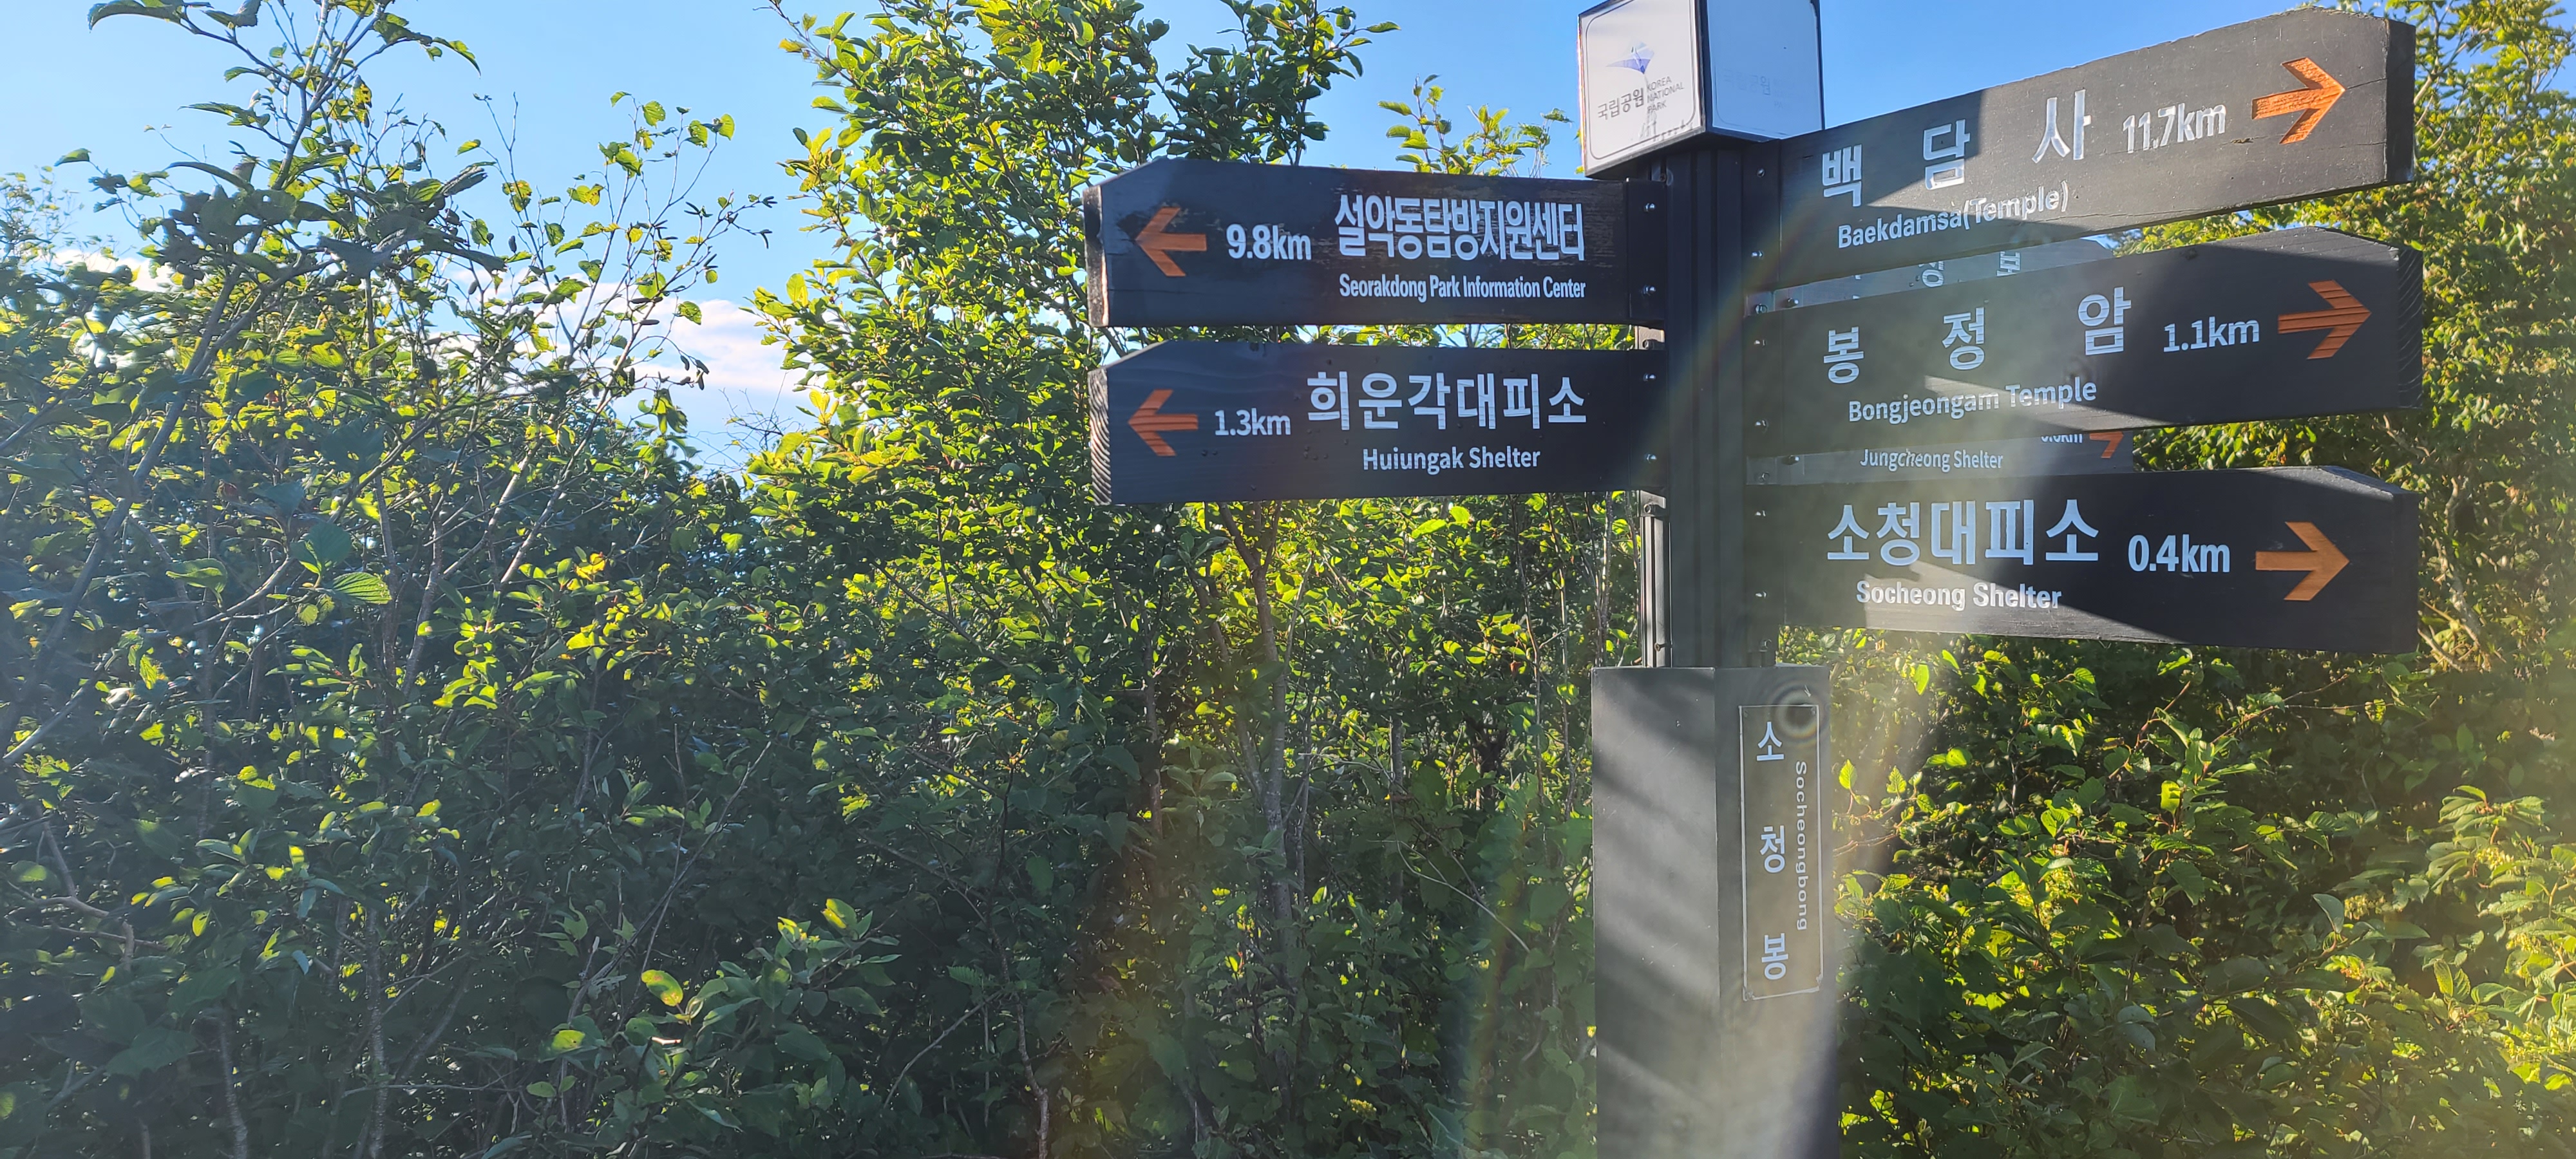 국립공원
KOREA
NATIONAL
PARK
9.8km 설악동탐방지원센터
Seorakdong Park Information Center
1.3km 희운각대피소
Huiungak Shelter
백담사 11.7km
Baekdamsa(Temple)
봉정암 1.1km
Bongjeongam Temple
Jungcheong Shelter
소청대피소 0.4km
Socheong Shelter
소청봉
Socheongbong